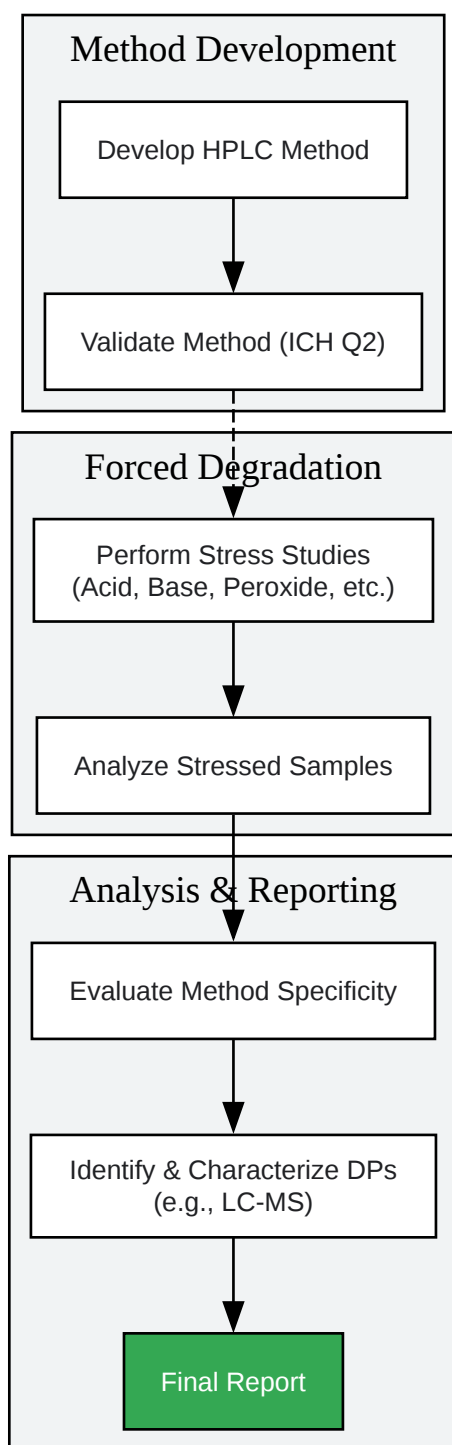 Method Development
Develop HPLC Method
Validate Method (ICH Q2)
Forced Degradation
Perform Stress Studies
(Acid, Base, Peroxide, etc.)
Analyze Stressed Samples
Analysis & Reporting
Evaluate Method Specificity
Identify & Characterize DPs
(e.g., LC-MS)
Final Report